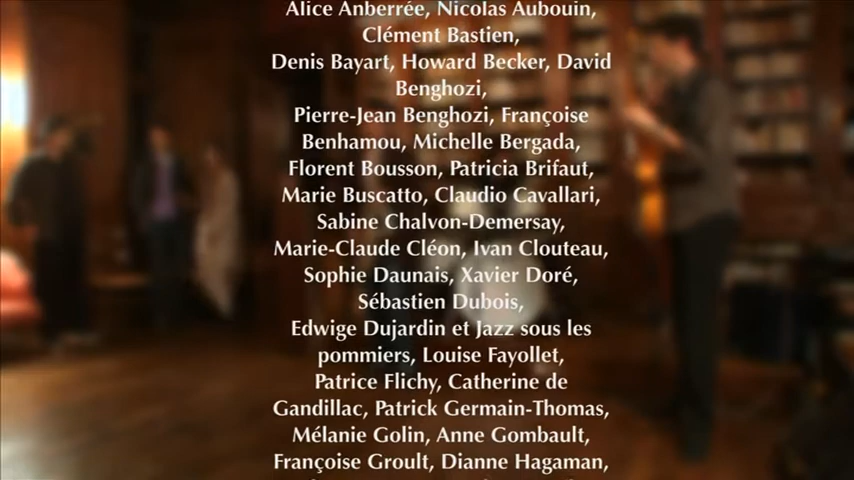 Alice Anberrée, Nicolas Aubouin,
Clément Bastien,
Denis Bayart, Howard Becker, David
Benghozi,
Pierre-Jean Benghozi, Françoise
Benhamou, Michelle Bergada,
Florent Bousson, Patricia Brifaut,
Marie Buscatto, Claudio Cavallari,
Sabine Chalvon-Demersay,
Marie-Claude Cléon, Ivan Clouteau,
Sophie Daunais, Xavier Doré,
Sébastien Dubois,
Edwige Dujardin et Jazz sous les
pommiers, Louise Fayollet,
Patrice Flichy, Catherine de
Gandillac, Patrick Germain-Thomas,
Mélanie Golin, Anne Gombault,
Françoise Groult, Dianne Hagaman,